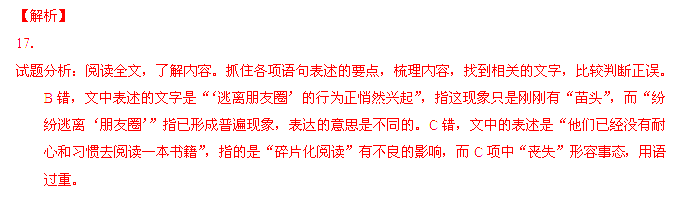 【解析】
17.
试题分析：阅读全文，了解内容。抓住各项语句表述的要点，梳理内容，找到相关的文字，比较判断正误。
B 错，文中表述的文字是“‘逃离朋友圈’的行为正悄然兴起”，指这现象只是刚刚有“苗头”，而“纷
纷逃离‘朋友圈’”指已形成普遍现象，表达的意思是不同的。C 错，文中的表述是“他们已经没有耐
心和习惯去阅读一本书籍”，指的是“碎片化阅读”有不良的影响，而 C 项中“丧失”形容事态，用语
过重。